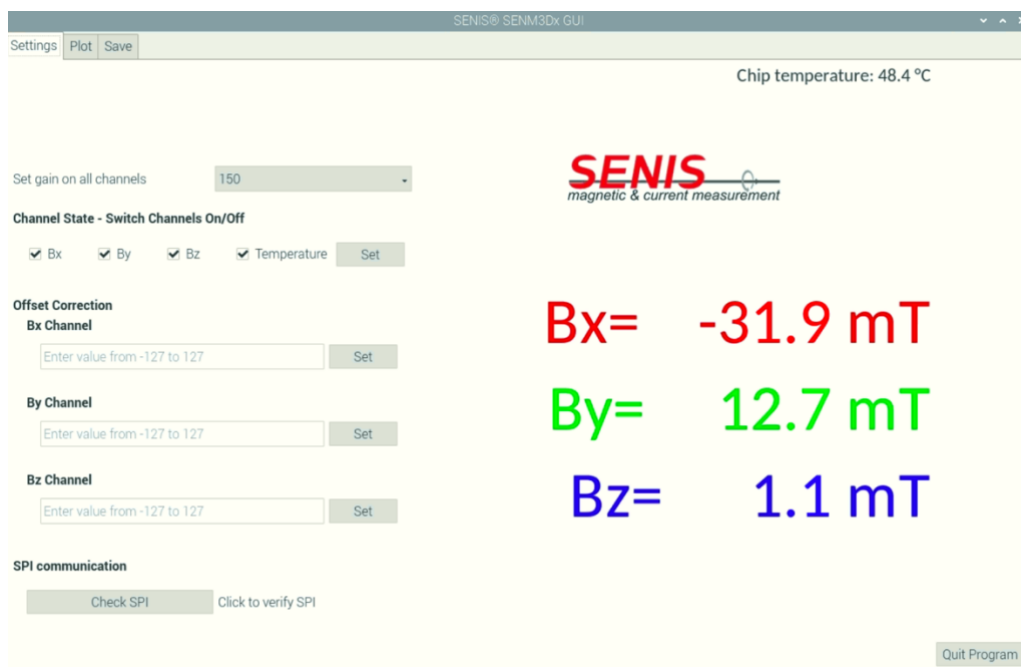 SENIS® SENM3Dx GUI
Settings Plot Save
Chip temperature: 48.4 °C
Set gain on all channels 150
SENIS
magnetic & current measurement
Channel State - Switch Channels On/Off
Bx By Bz Temperature Set
Offset Correction
Bx Channel
Enter value from -127 to 127 Set
By Channel
Enter value from -127 to 127 Set
Bz Channel
Enter value from -127 to 127 Set
SPI communication
Check SPI Click to verify SPI
Bx= -31.9 mT
By= 12.7 mT
Bz= 1.1 mT
Quit Program